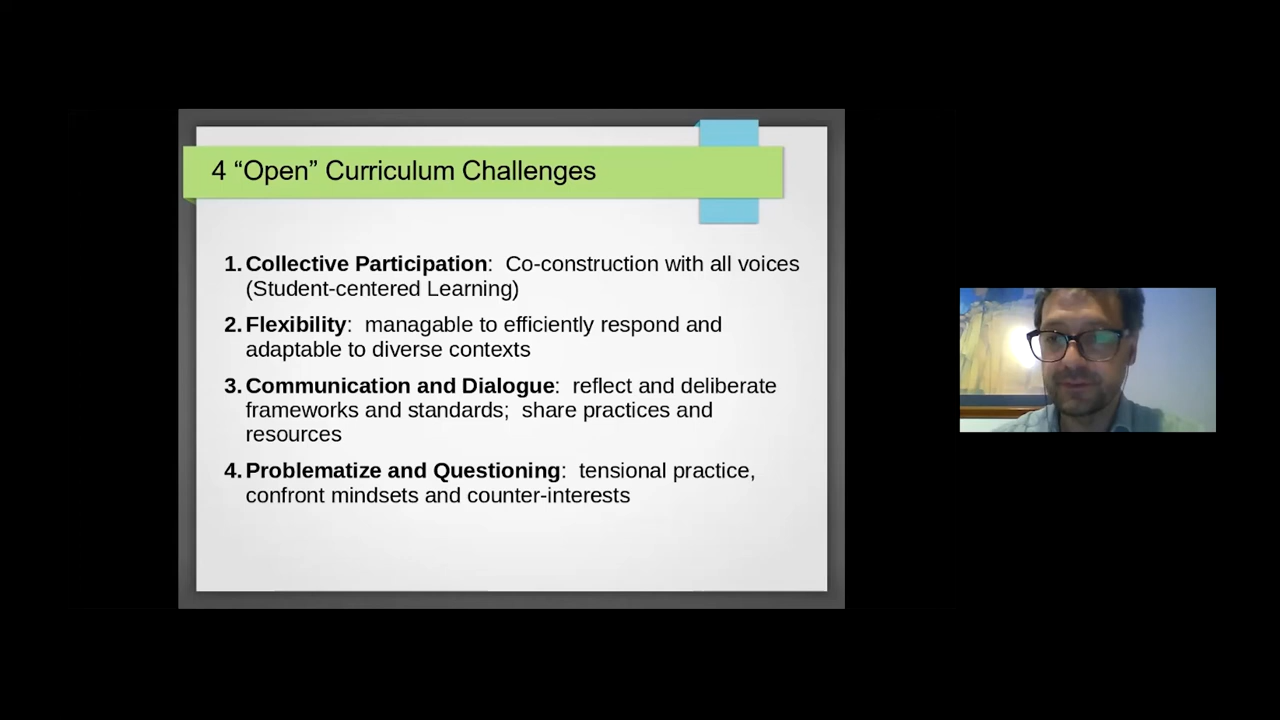 4 “Open” Curriculum Challenges
1. Collective Participation:  Co-construction with all voices
(Student-centered Learning)
2. Flexibility:  managable to efficiently respond and
adaptable to diverse contexts
3. Communication and Dialogue:  reflect and deliberate
frameworks and standards;  share practices and
resources
4. Problematize and Questioning:  tensional practice,
confront mindsets and counter-interests